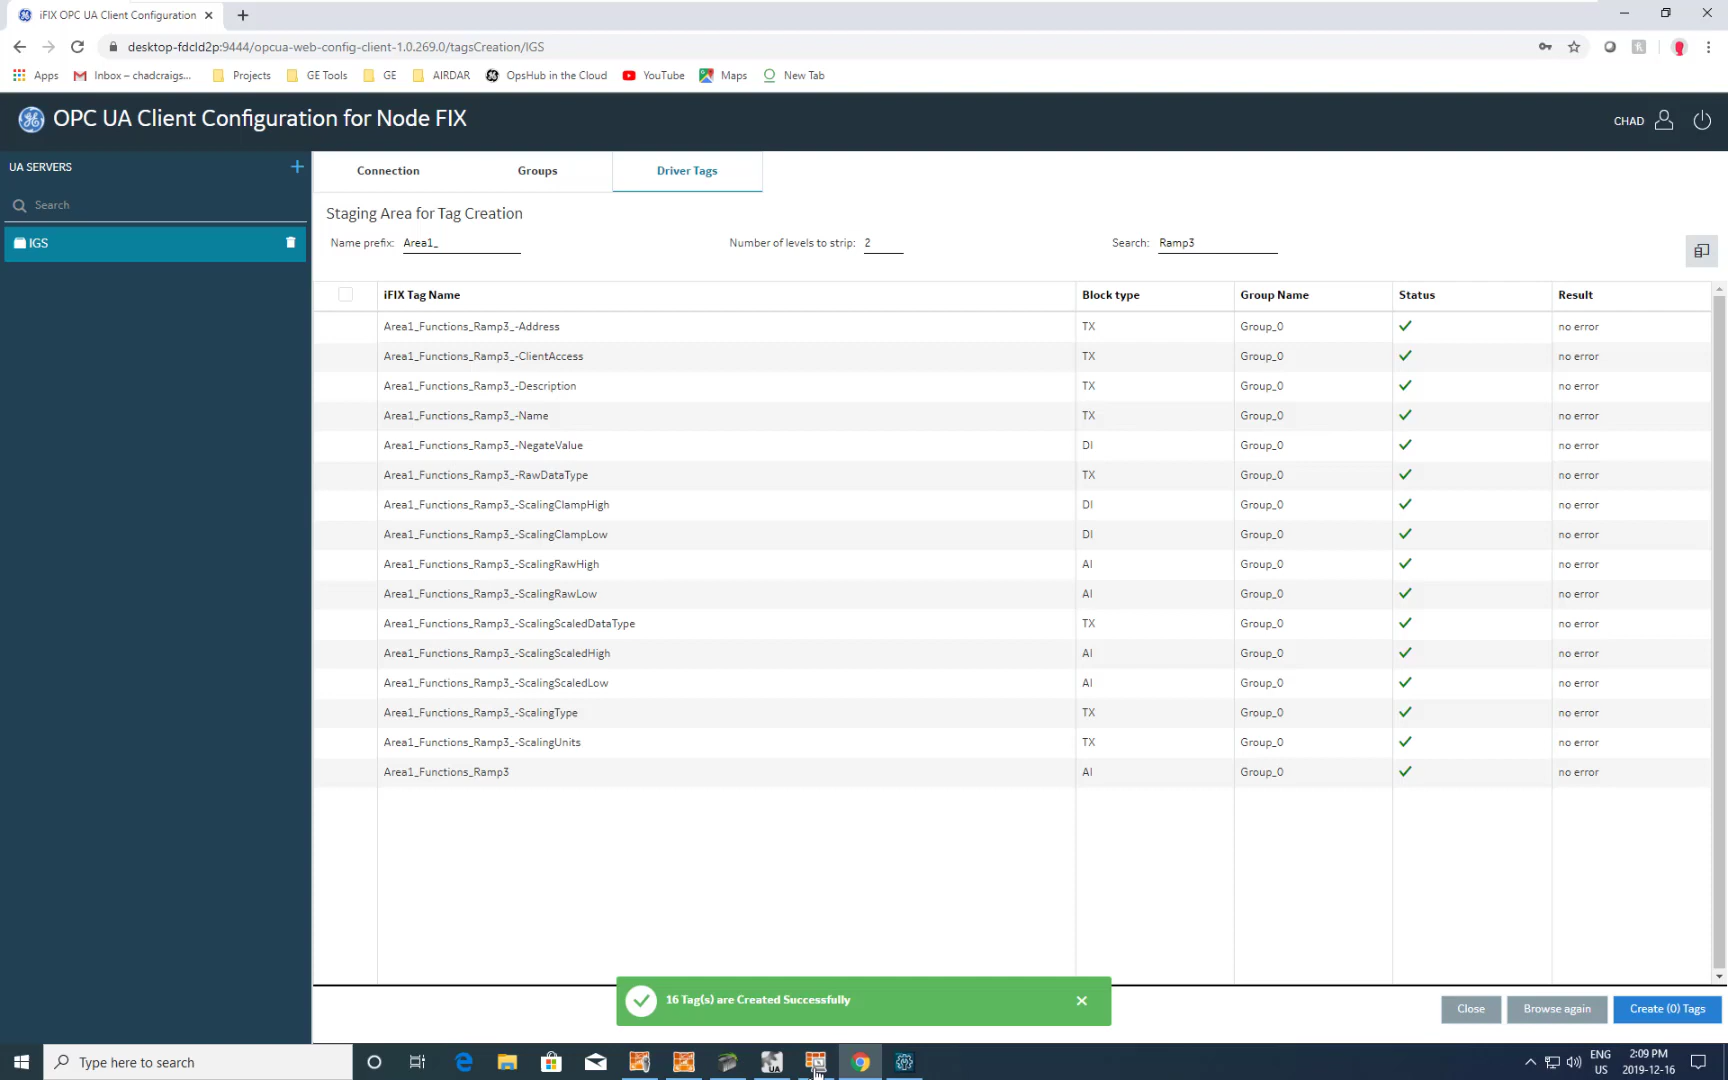 iFIX OPC UA Client Configuration
desktop-fdcld2p:9444/opcua-web-config-client-1.0.269.0/tagsCreation/IGS
Apps Inbox – chadcraigs... Projects GE Tools GE AIRDAR OpsHub in the Cloud YouTube Maps New Tab
OPC UA Client Configuration for Node FIX
CHAD
UA SERVERS
Search
IGS
Connection Groups Driver Tags
Staging Area for Tag Creation
Name prefix: Area1_ Number of levels to strip: 2 Search: Ramp3
iFIX Tag Name Block type Group Name Status Result
Area1_Functions_Ramp3_-Address TX Group_0 no error
Area1_Functions_Ramp3_-ClientAccess TX Group_0 no error
Area1_Functions_Ramp3_-Description TX Group_0 no error
Area1_Functions_Ramp3_-Name TX Group_0 no error
Area1_Functions_Ramp3_-NegateValue DI Group_0 no error
Area1_Functions_Ramp3_-RawDataType TX Group_0 no error
Area1_Functions_Ramp3_-ScalingClampHigh DI Group_0 no error
Area1_Functions_Ramp3_-ScalingClampLow DI Group_0 no error
Area1_Functions_Ramp3_-ScalingRawHigh AI Group_0 no error
Area1_Functions_Ramp3_-ScalingRawLow AI Group_0 no error
Area1_Functions_Ramp3_-ScalingScaledDataType TX Group_0 no error
Area1_Functions_Ramp3_-ScalingScaledHigh AI Group_0 no error
Area1_Functions_Ramp3_-ScalingScaledLow AI Group_0 no error
Area1_Functions_Ramp3_-ScalingType TX Group_0 no error
Area1_Functions_Ramp3_-ScalingUnits TX Group_0 no error
Area1_Functions_Ramp3 AI Group_0 no error
16 Tag(s) are Created Successfully
Close Browse again Create (0) Tags
Type here to search
UA
ENG 2:09 PM
US 2019-12-16